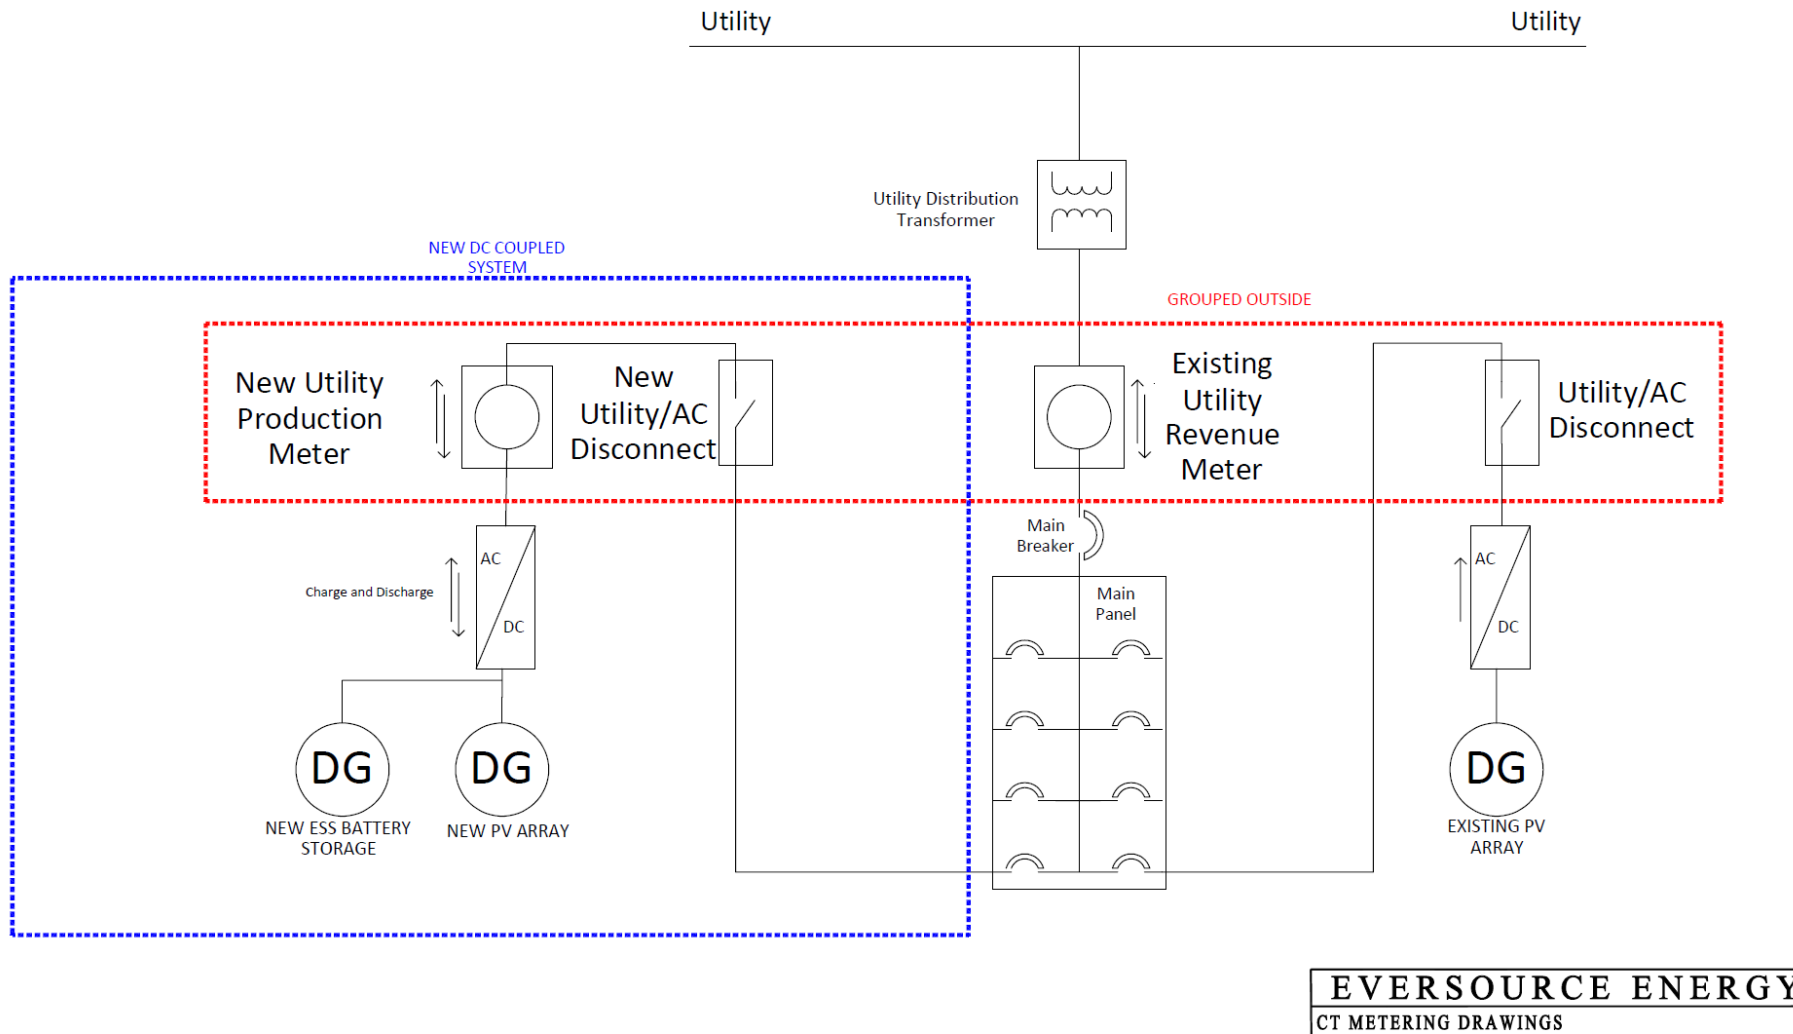 Utility
Utility
Utility Distribution
Transformer
NEW DC COUPLED
SYSTEM
GROUPED OUTSIDE
New Utility
Production
Meter
New
Utility/AC
Disconnect
Existing
Utility
Revenue
Meter
Utility/AC
Disconnect
Main
Breaker
AC
DC
Charge and Discharge
Main
Panel
AC
DC
DG
NEW ESS BATTERY
STORAGE
DG
NEW PV ARRAY
DG
EXISTING PV
ARRAY
EVERSOURCE ENERGY
CT METERING DRAWINGS